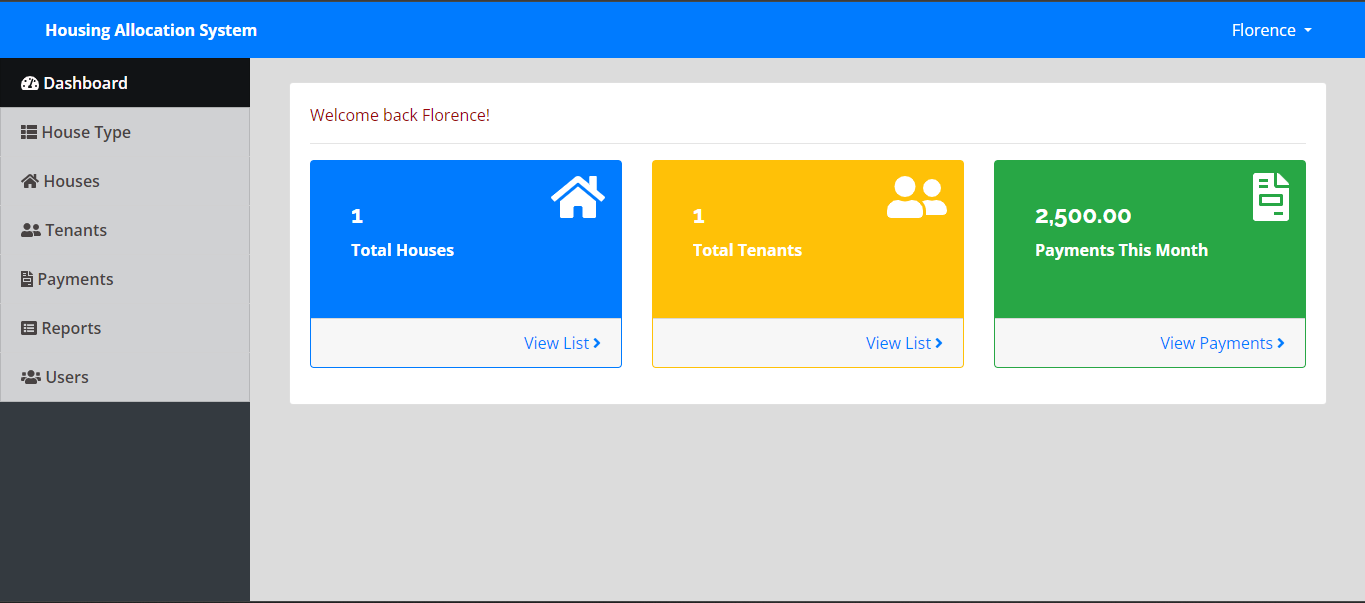 Housing Allocation System
Florence
Dashboard
House Type
Houses
Tenants
Payments
Reports
Users
Welcome back Florence!
1
Total Houses
View List
1
Total Tenants
View List
2,500.00
Payments This Month
View Payments